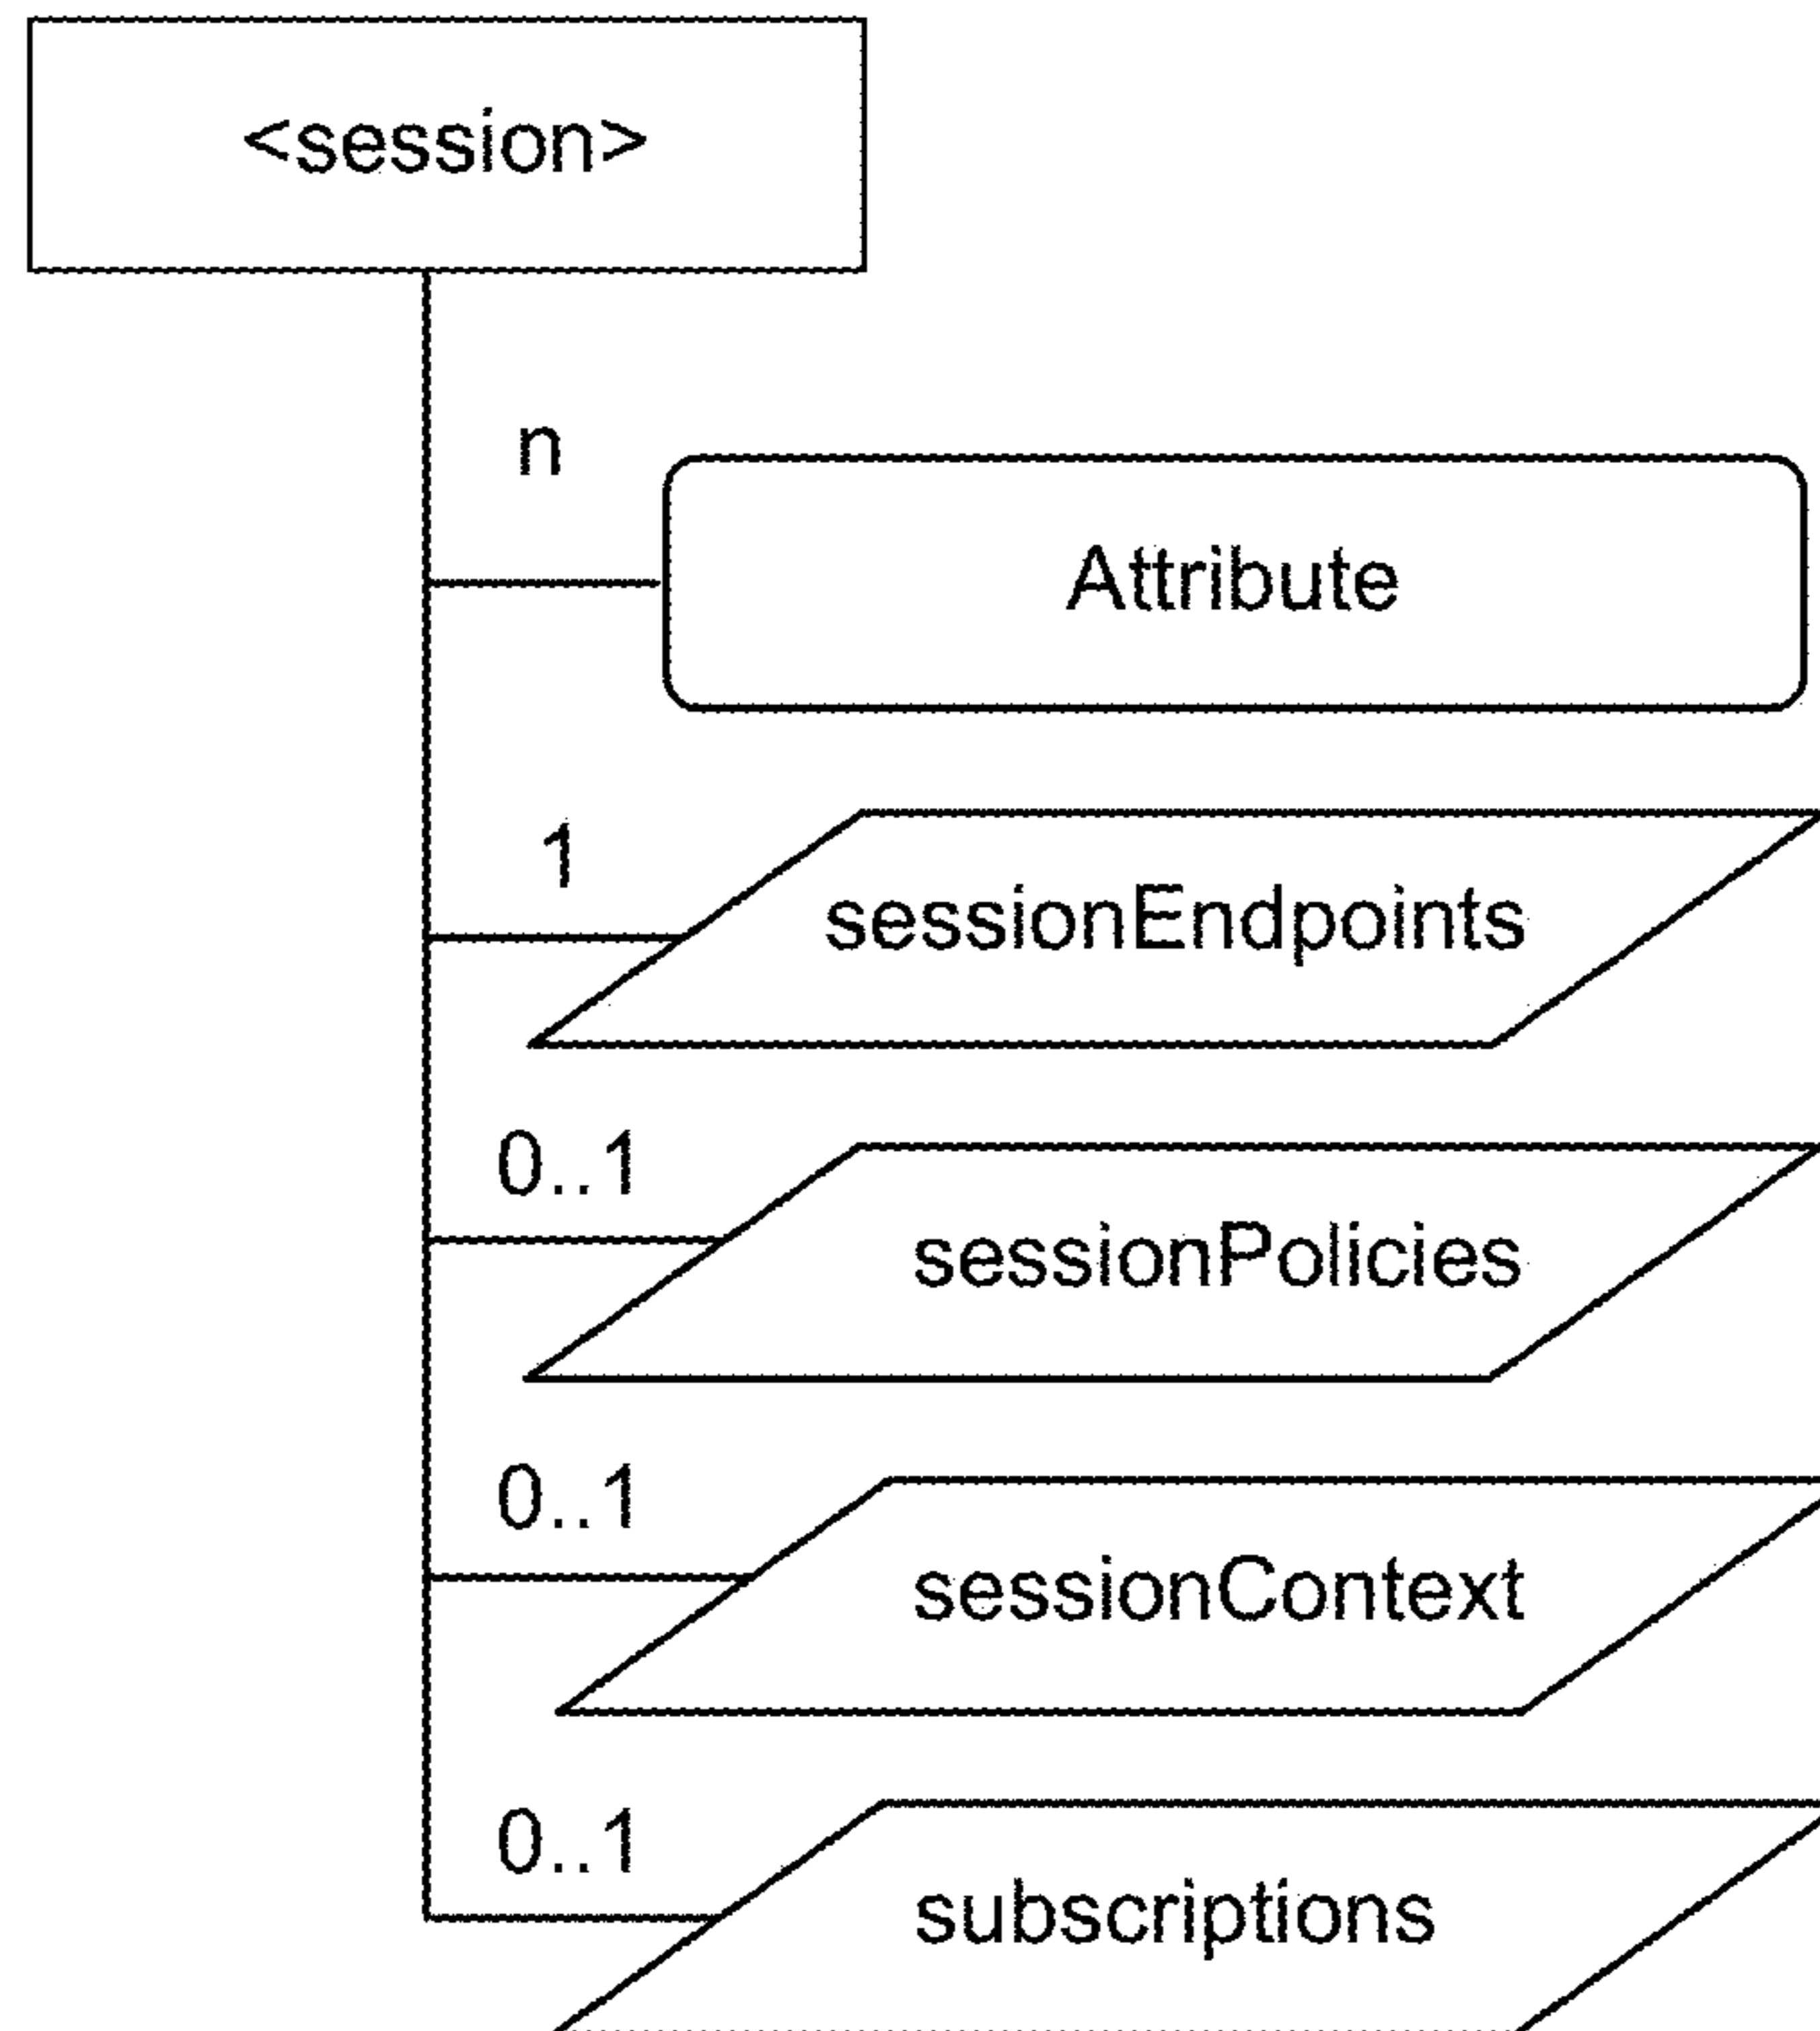 <session>
n
Attribute
1
sessionEndpoints
0..1
sessionPolicies
0..1
sessionContext
0..1
subscriptions